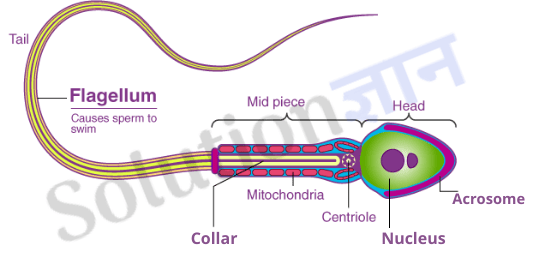 Tail
Flagellum
Causes sperm to
swim
Mid piece
Head
Mitochondria
Centriole
Acrosome
Collar
Nucleus
Solutionज्ञान